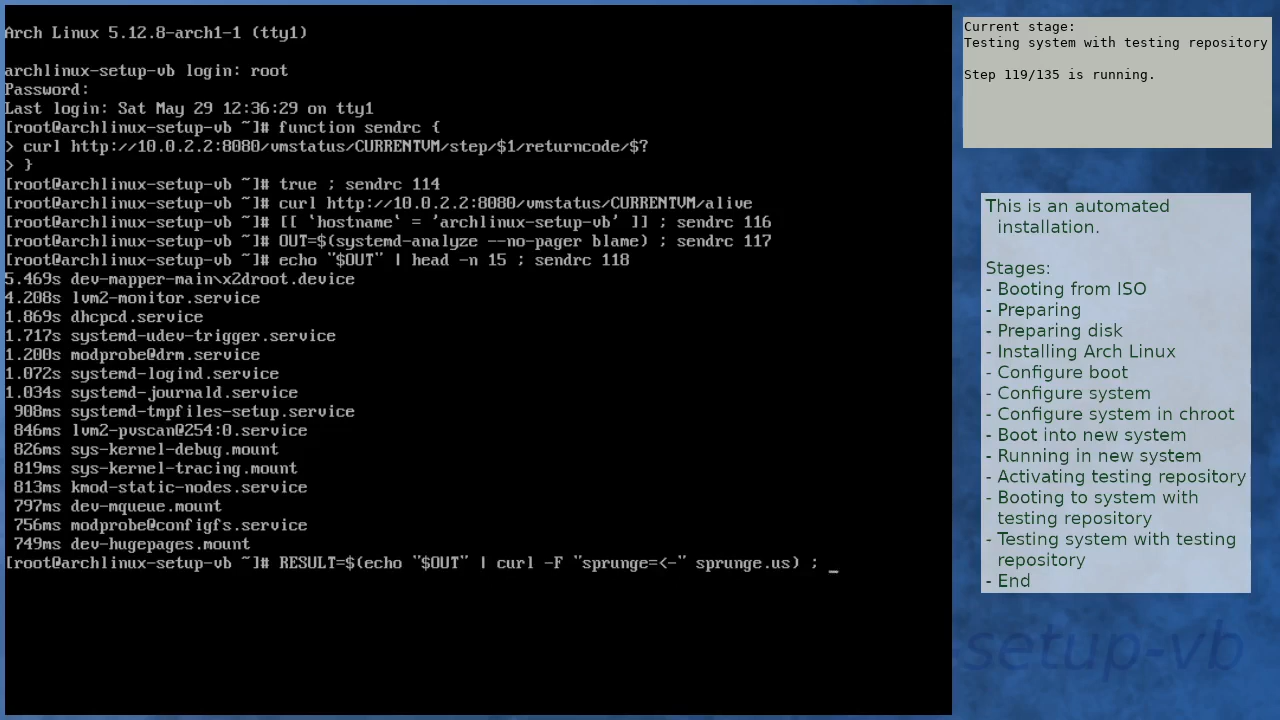 Arch Linux 5.12.8-arch1-1 (tty1)
archlinux-setup-vb login: root
Password:
Last login: Sat May 29 12:36:29 on tty1
[root@archlinux-setup-vb ~]# function sendrc {
> curl http://10.0.2.2:8080/vmstatus/CURRENTVM/step/$1/returncode/$?
> }
[root@archlinux-setup-vb ~]# true ; sendrc 114
[root@archlinux-setup-vb ~]# curl http://10.0.2.2:8080/vmstatus/CURRENTVM/alive
[root@archlinux-setup-vb ~]# [[ `hostname` = 'archlinux-setup-vb' ]] ; sendrc 116
[root@archlinux-setup-vb ~]# OUT=$(systemd-analyze --no-pager blame) ; sendrc 117
[root@archlinux-setup-vb ~]# echo "$OUT" | head -n 15 ; sendrc 118
5.469s dev-mapper-main\x2droot.device
4.208s lvm2-monitor.service
1.869s dhcpcd.service
1.717s systemd-udev-trigger.service
1.200s modprobe@drm.service
1.072s systemd-logind.service
1.034s systemd-journald.service
908ms systemd-tmpfiles-setup.service
846ms lvm2-pvscan@254:0.service
826ms sys-kernel-debug.mount
819ms sys-kernel-tracing.mount
813ms kmod-static-nodes.service
797ms dev-mqueue.mount
756ms modprobe@configfs.service
749ms dev-hugepages.mount
[root@archlinux-setup-vb ~]# RESULT=$(echo "$OUT" | curl -F "sprunge=<-" sprunge.us) ; _
Current stage:
Testing system with testing repository
Step 119/135 is running.
This is an automated
installation.
Stages:
- Booting from ISO
- Preparing
- Preparing disk
- Installing Arch Linux
- Configure boot
- Configure system
- Configure system in chroot
- Boot into new system
- Running in new system
- Activating testing repository
- Booting to system with
testing repository
- Testing system with testing
repository
- End
setup-vb